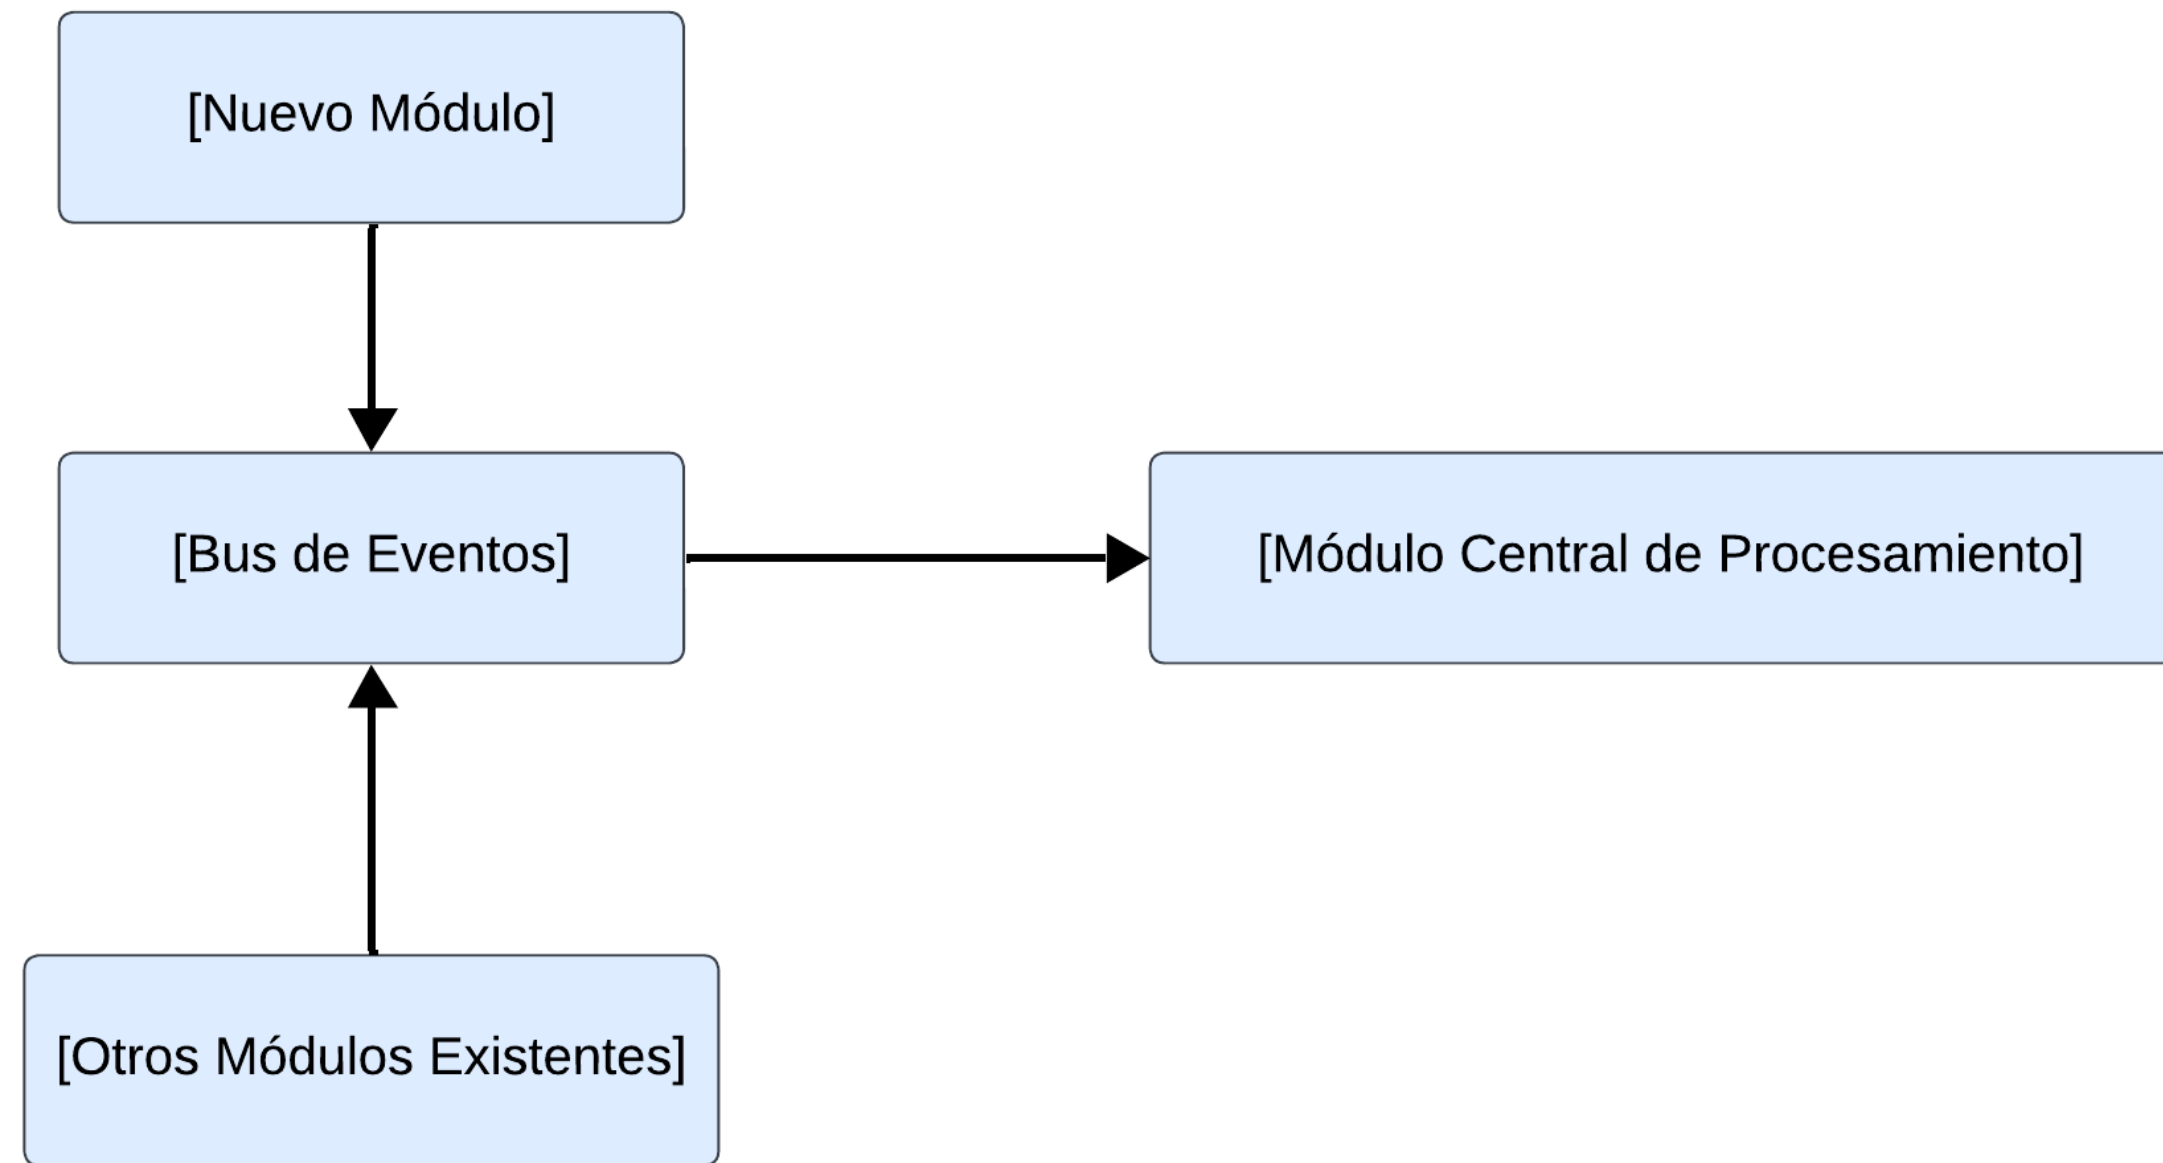 [Nuevo Módulo]
[Bus de Eventos]
[Módulo Central de Procesamiento]
[Otros Módulos Existentes]